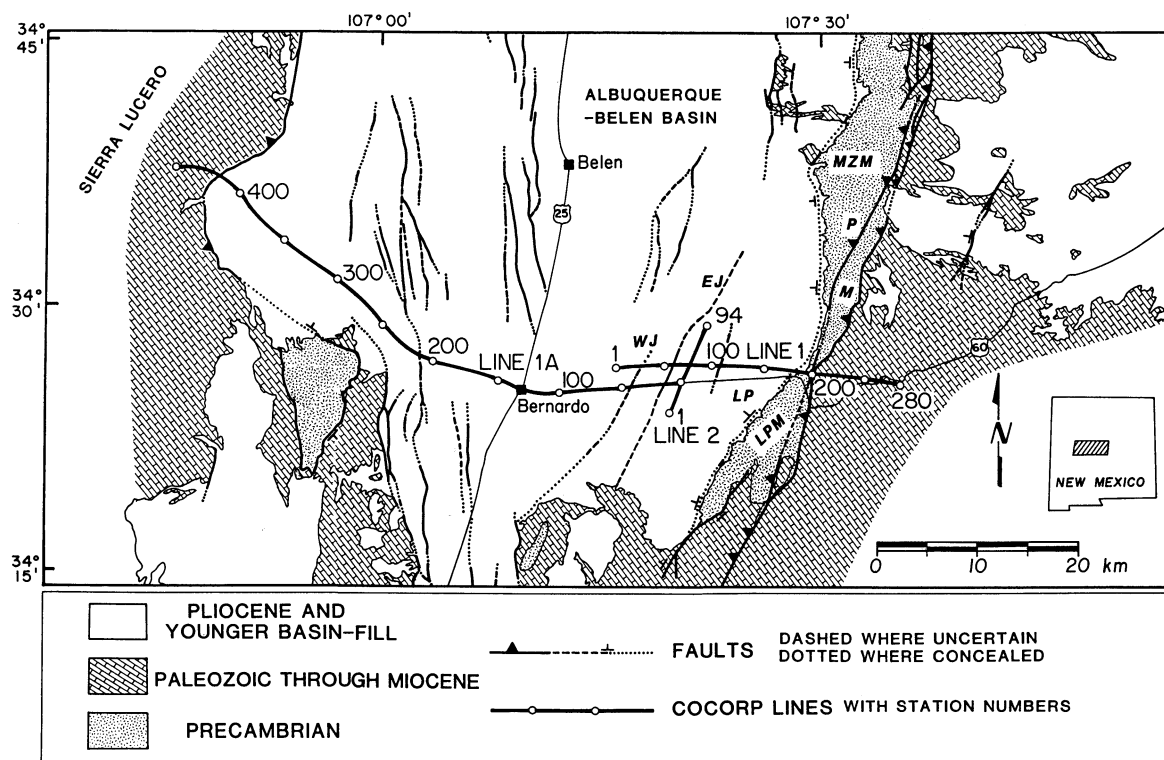 107° 00'
107° 30'
34°
45'
SIERRA LUCERO
ALBUQUERQUE
-BELEN BASIN
Belen
25
MZM
400
P
300
34°
30'
EJ
M
94
WJ
1
100 LINE 1
60
200
LINE 1A
100
Bernardo
LP
200
280
1
LINE 2
LPM
N
NEW MEXICO
34°
15'
0 10 20 km
PLIOCENE AND
YOUNGER BASIN-FILL
PALEOZOIC THROUGH MIOCENE
PRECAMBRIAN
FAULTS DASHED WHERE UNCERTAIN
DOTTED WHERE CONCEALED
COCORP LINES WITH STATION NUMBERS